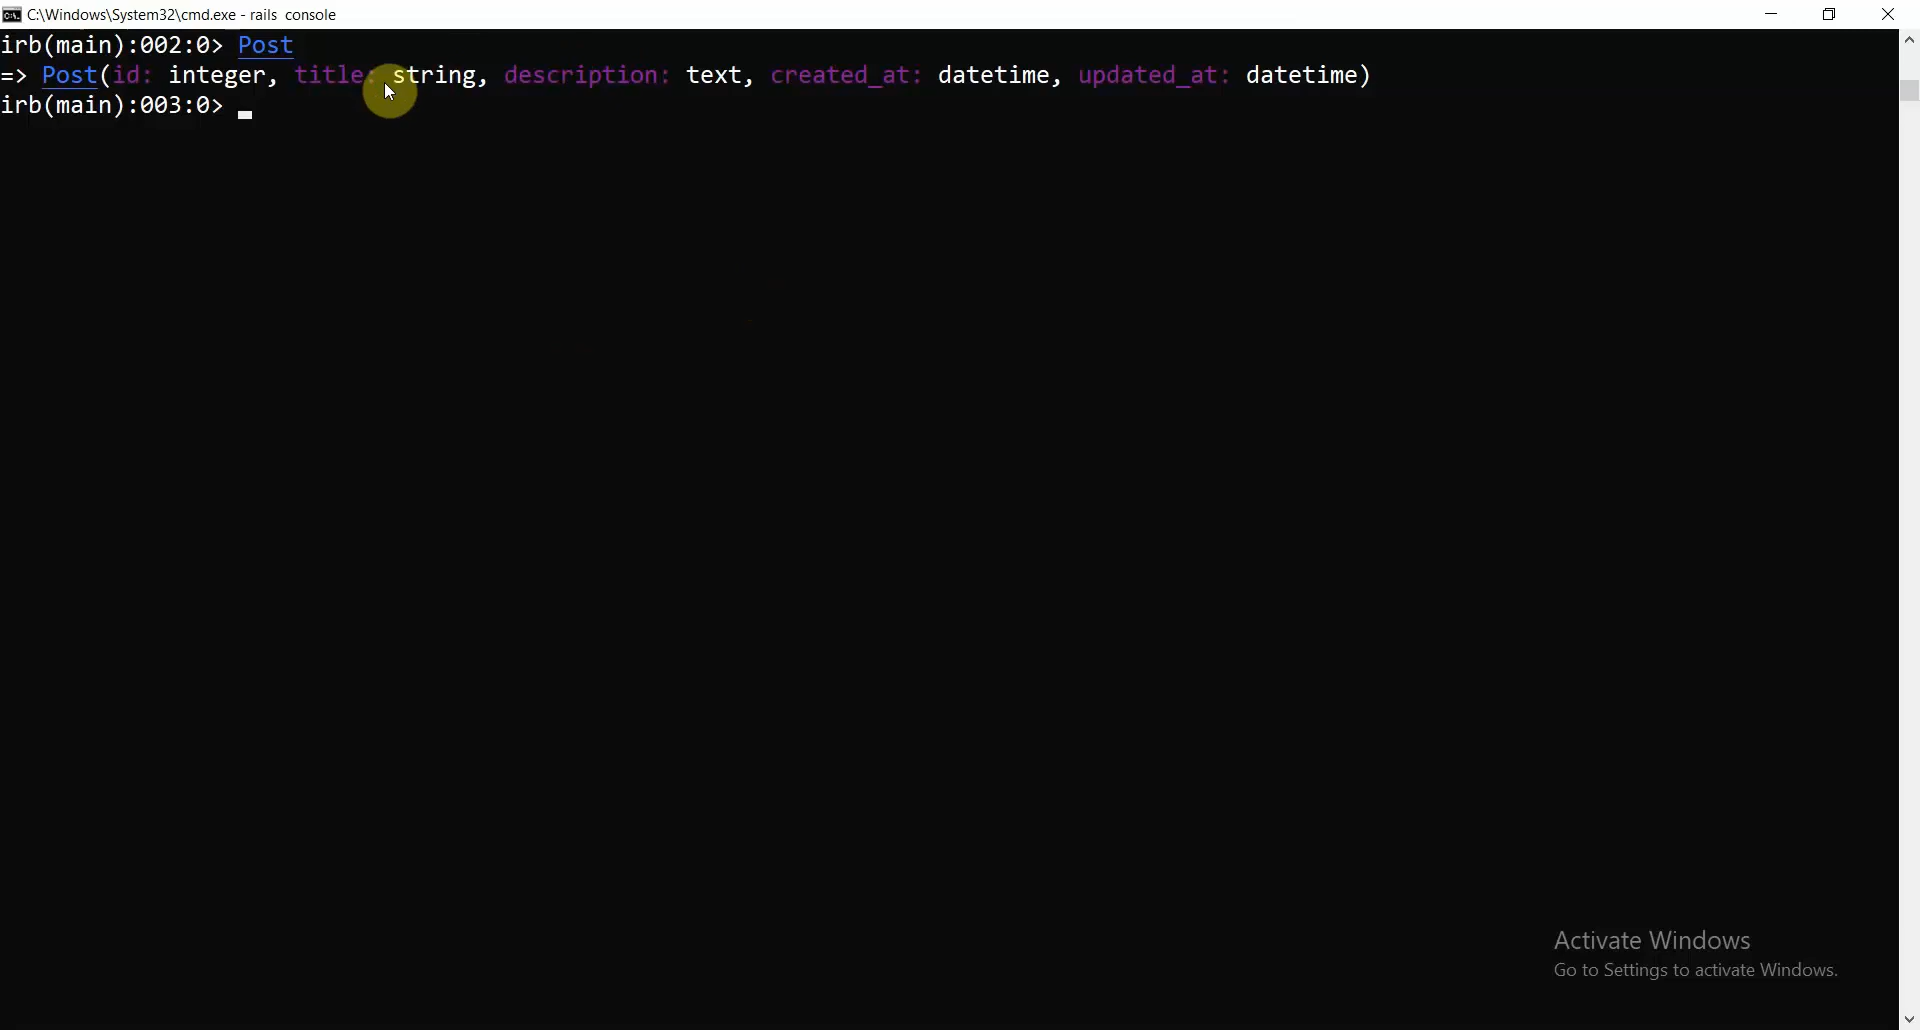 C:\Windows\System32\cmd.exe - rails  console
irb(main):002:0> Post
=> Post(id: integer, title: string, description: text, created_at: datetime, updated_at: datetime)
irb(main):003:0>
Activate Windows
Go to Settings to activate Windows.